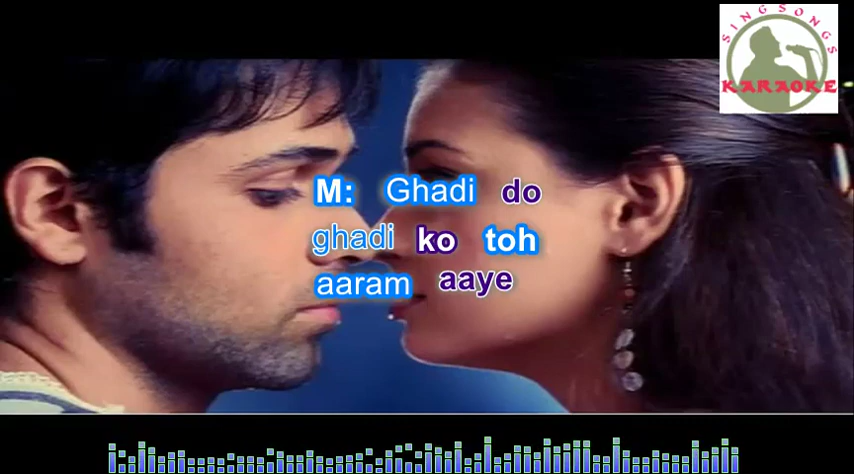 SING SONGS
KARAOKE
M: Ghadi do
ghadi ko toh
aaram aaye